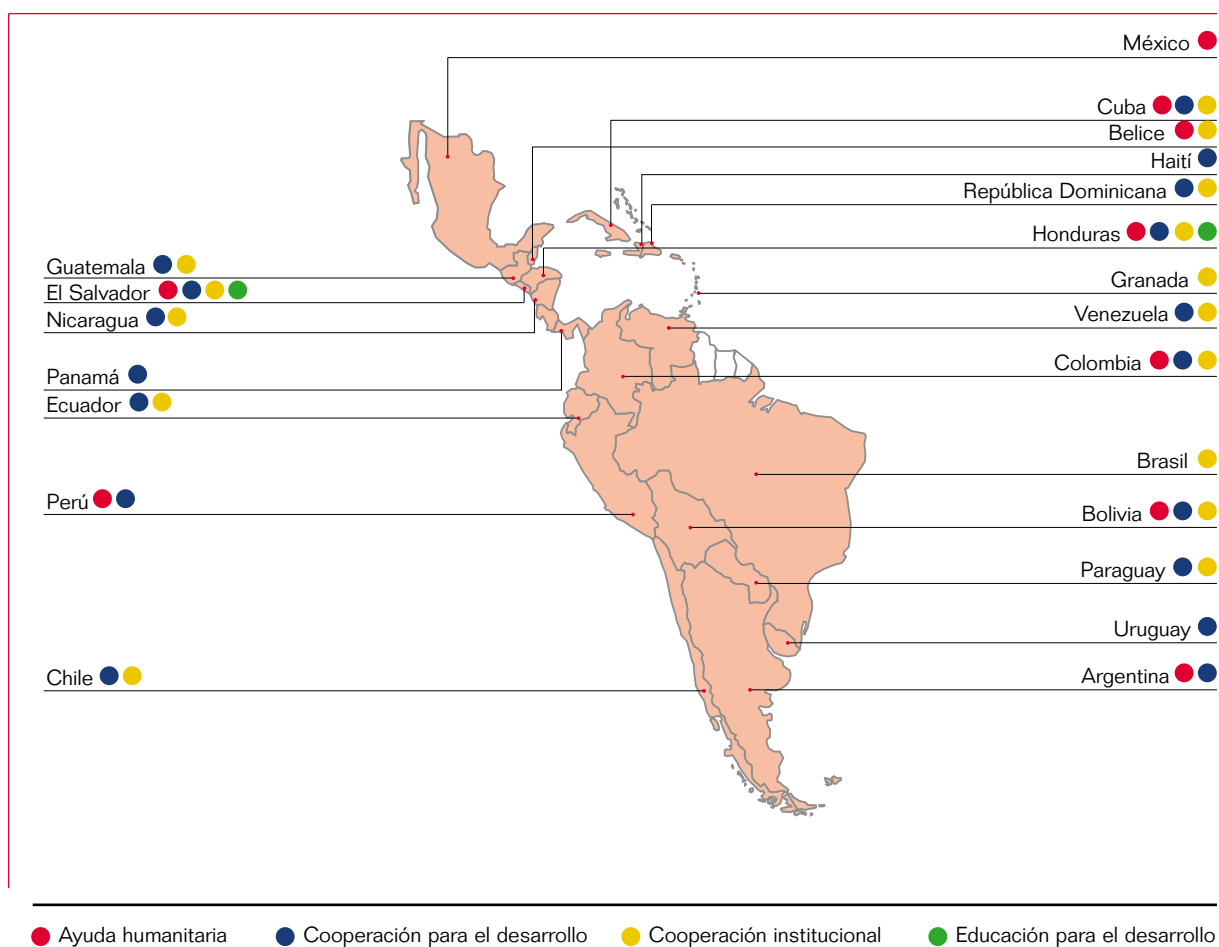 México
Cuba
Belice
Haití
República Dominicana
Honduras
Guatemala
El Salvador
Granada
Nicaragua
Venezuela
Colombia
Panamá
Ecuador
Brasil
Perú
Bolivia
Paraguay
Uruguay
Chile
Argentina
Ayuda humanitaria
Cooperación para el desarrollo
Cooperación institucional
Educación para el desarrollo